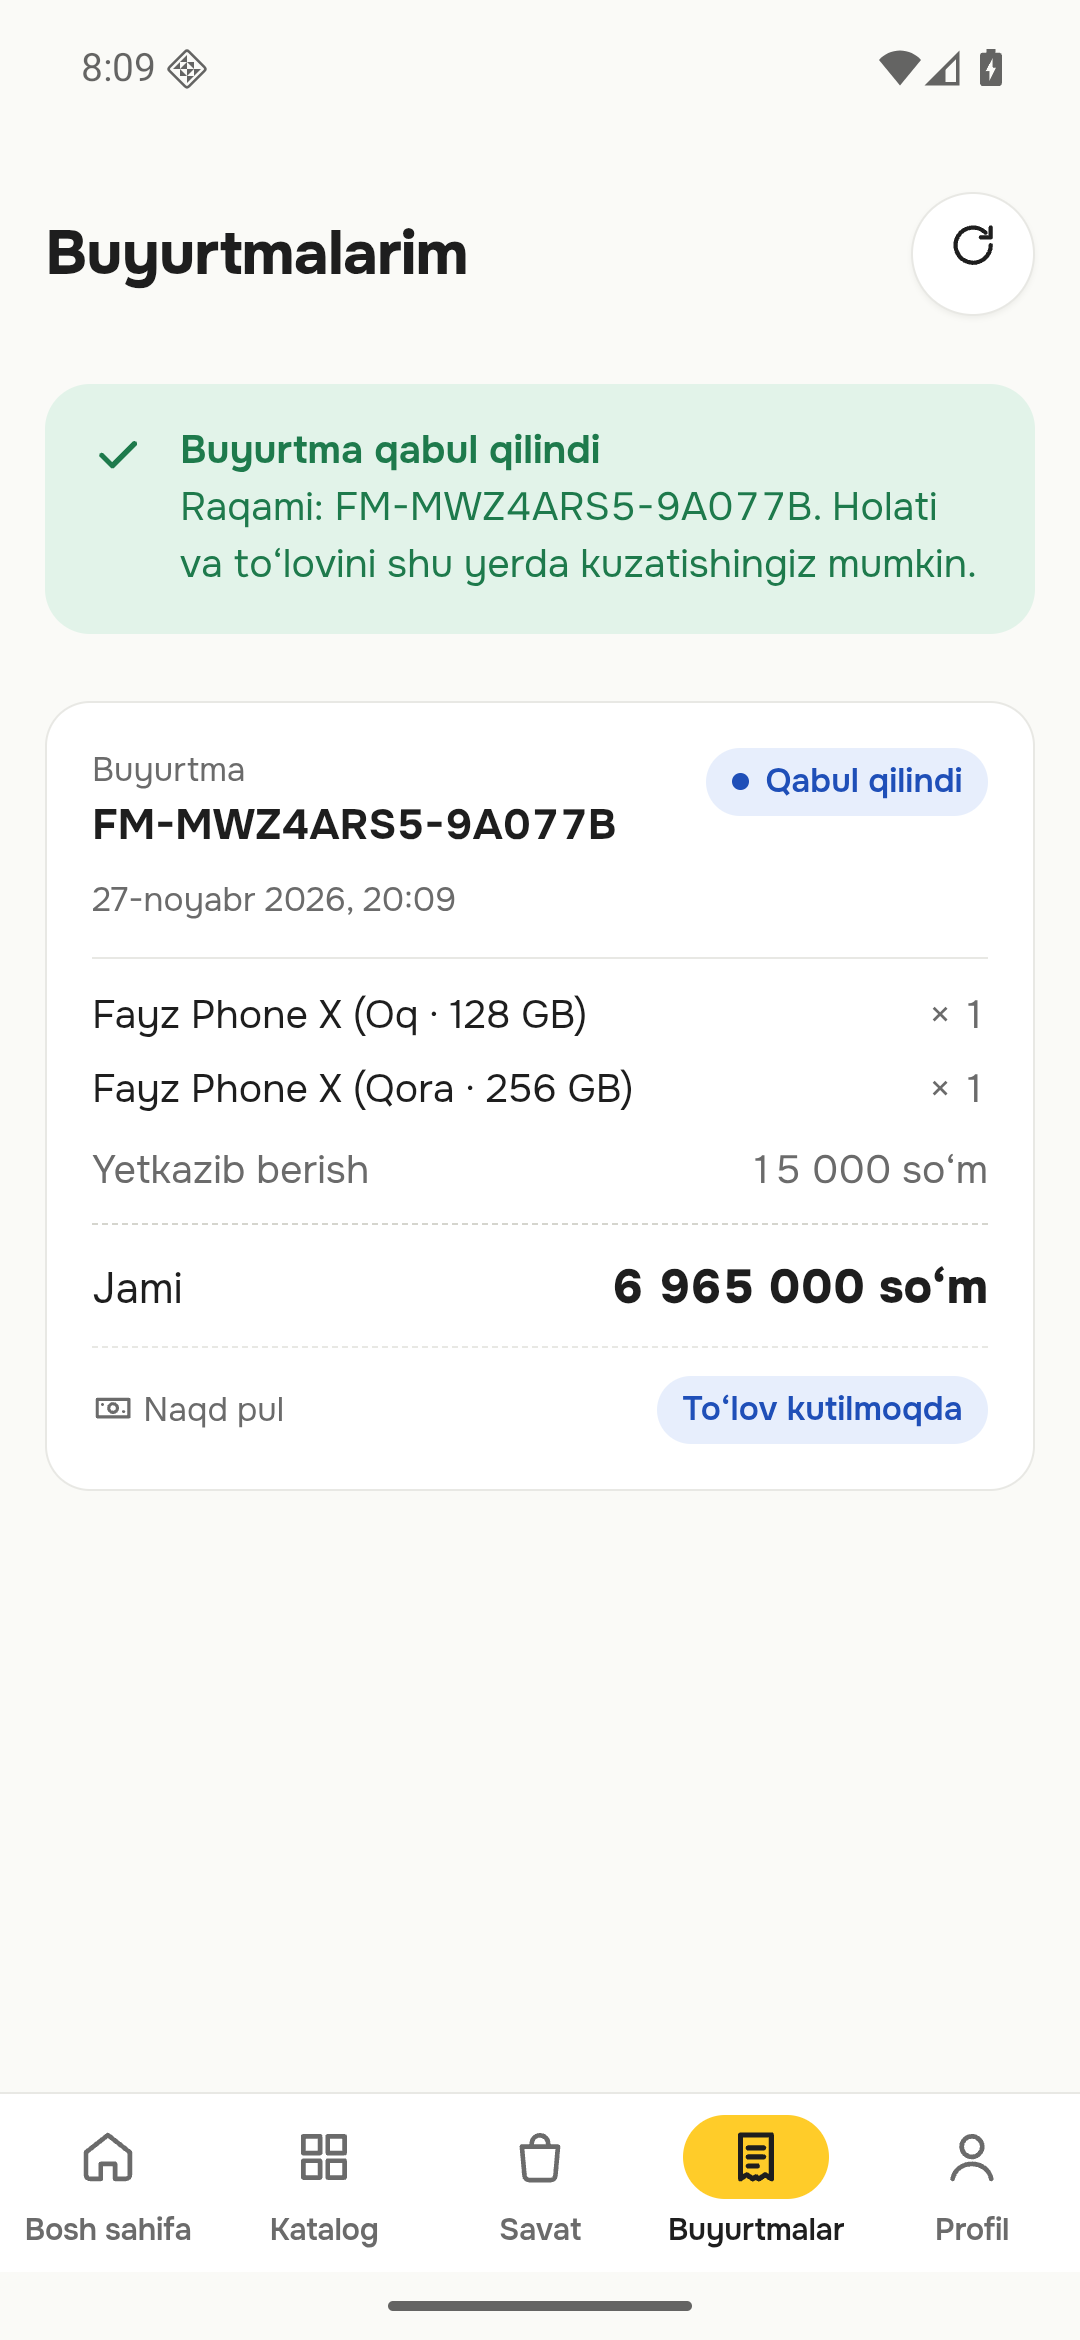 8:09
Buyurtmalarim
Buyurtma qabul qilindi
Raqami: FM-MWZ4ARS5-9A077B. Holati
va to‘lovini shu yerda kuzatishingiz mumkin.
Buyurtma
Qabul qilindi
FM-MWZ4ARS5-9A077B
27-noyabr 2026, 20:09
Fayz Phone X (Oq · 128 GB) × 1
Fayz Phone X (Qora · 256 GB) × 1
Yetkazib berish 15 000 so‘m
Jami 6 965 000 so‘m
Naqd pul To‘lov kutilmoqda
Bosh sahifa Katalog Savat Buyurtmalar Profil